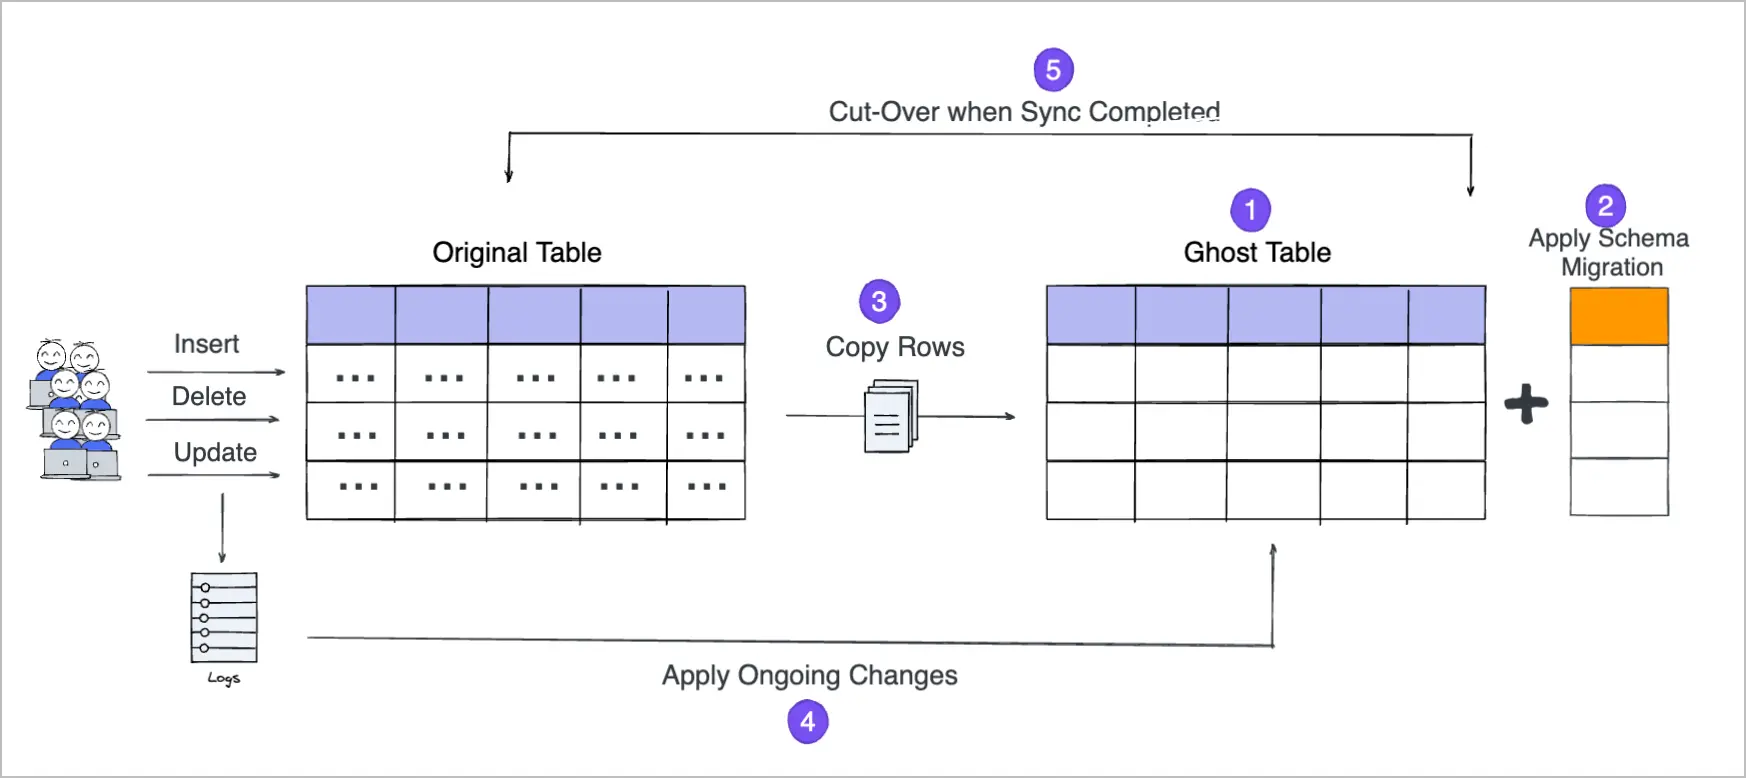 5
Cut-Over when Sync Completed
1
2
Apply Schema
Migration
Original Table
Ghost Table
3
Copy Rows
Insert
Delete
Update
Logs
Apply Ongoing Changes
4